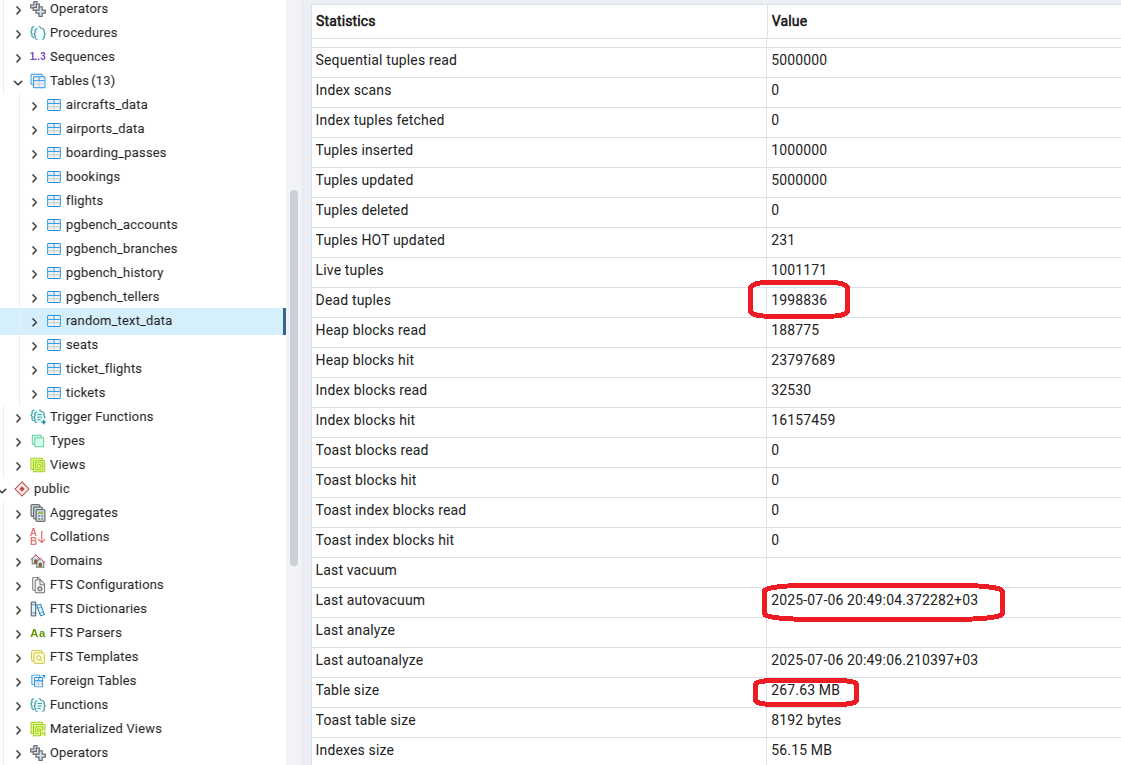 Operators
Procedures
1.3 Sequences
Tables (13)
aircrafts_data
airports_data
boarding_passes
bookings
flights
pgbench_accounts
pgbench_branches
pgbench_history
pgbench_tellers
random_text_data
seats
ticket_flights
tickets
Trigger Functions
Types
Views
public
Aggregates
Collations
Domains
FTS Configurations
FTS Dictionaries
Aa FTS Parsers
FTS Templates
Foreign Tables
Functions
Materialized Views
Operators
Statistics Value
Sequential tuples read 5000000
Index scans 0
Index tuples fetched 0
Tuples inserted 1000000
Tuples updated 5000000
Tuples deleted 0
Tuples HOT updated 231
Live tuples 1001171
Dead tuples 1998836
Heap blocks read 188775
Heap blocks hit 23797689
Index blocks read 32530
Index blocks hit 16157459
Toast blocks read 0
Toast blocks hit 0
Toast index blocks read 0
Toast index blocks hit 0
Last vacuum
Last autovacuum 2025-07-06 20:49:04.372282+03
Last analyze
Last autoanalyze 2025-07-06 20:49:06.210397+03
Table size 267.63 MB
Toast table size 8192 bytes
Indexes size 56.15 MB